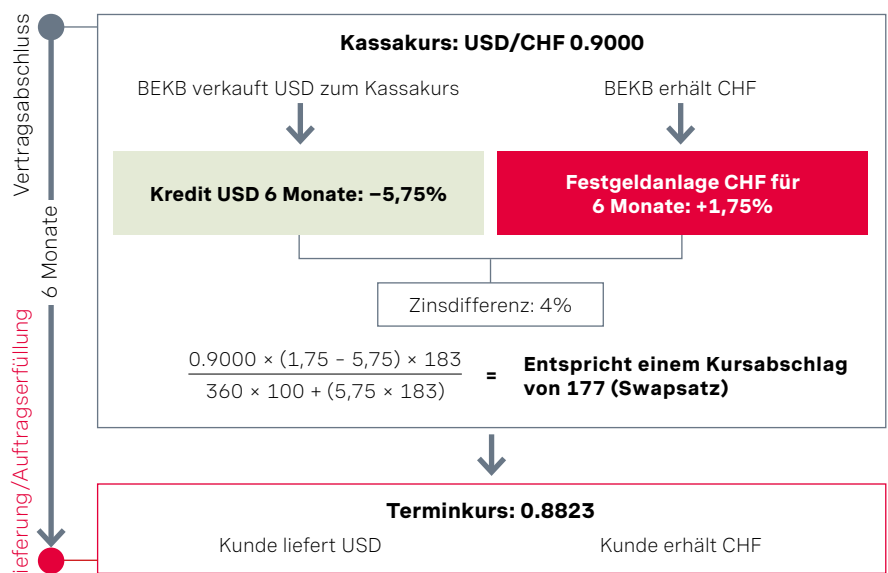 Vertragsabschluss
6 Monate
Lieferung/Auftragserfüllung
Kassakurs: USD/CHF 0.9000
BEKB verkauft USD zum Kassakurs
BEKB erhält CHF
Kredit USD 6 Monate: –5,75%
Festgeldanlage CHF für
6 Monate: +1,75%
Zinsdifferenz: 4%
0.9000 × (1,75 – 5,75) × 183
360 × 100 + (5,75 × 183)
=
Entspricht einem Kursabschlag
von 177 (Swapsatz)
Terminkurs: 0.8823
Kunde liefert USD
Kunde erhält CHF